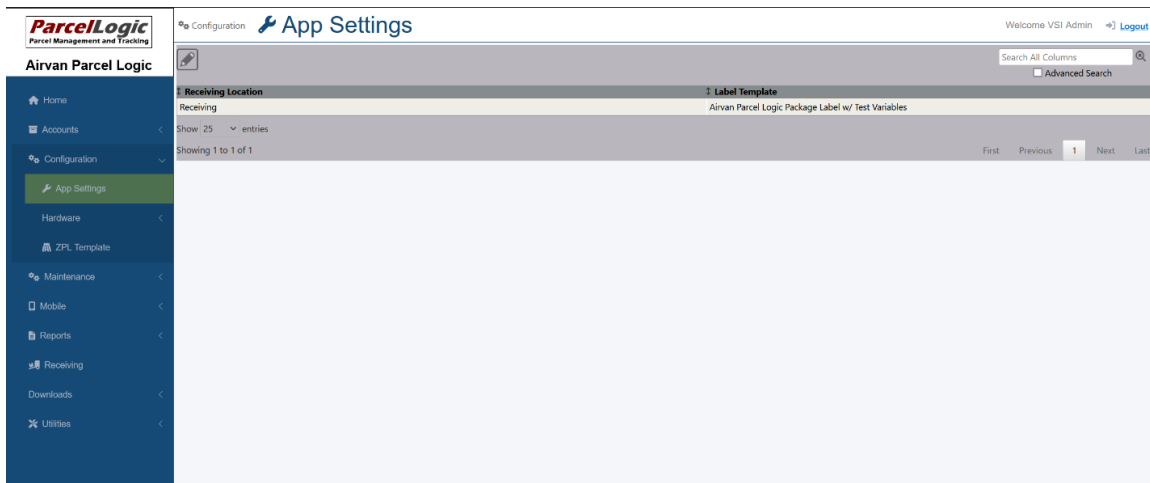 ParcelLogic
Parcel Management and Tracking
Airvan Parcel Logic
Home
Accounts
Configuration
App Settings
Hardware
ZPL Template
Maintenance
Mobile
Reports
Receiving
Downloads
Utilities
Configuration App Settings
Welcome VSI Admin Logout
Search All Columns
Advanced Search
Receiving Location Label Template
Receiving Airvan Parcel Logic Package Label w/ Test Variables
Show 25 entries
Showing 1 to 1 of 1
First Previous 1 Next Last